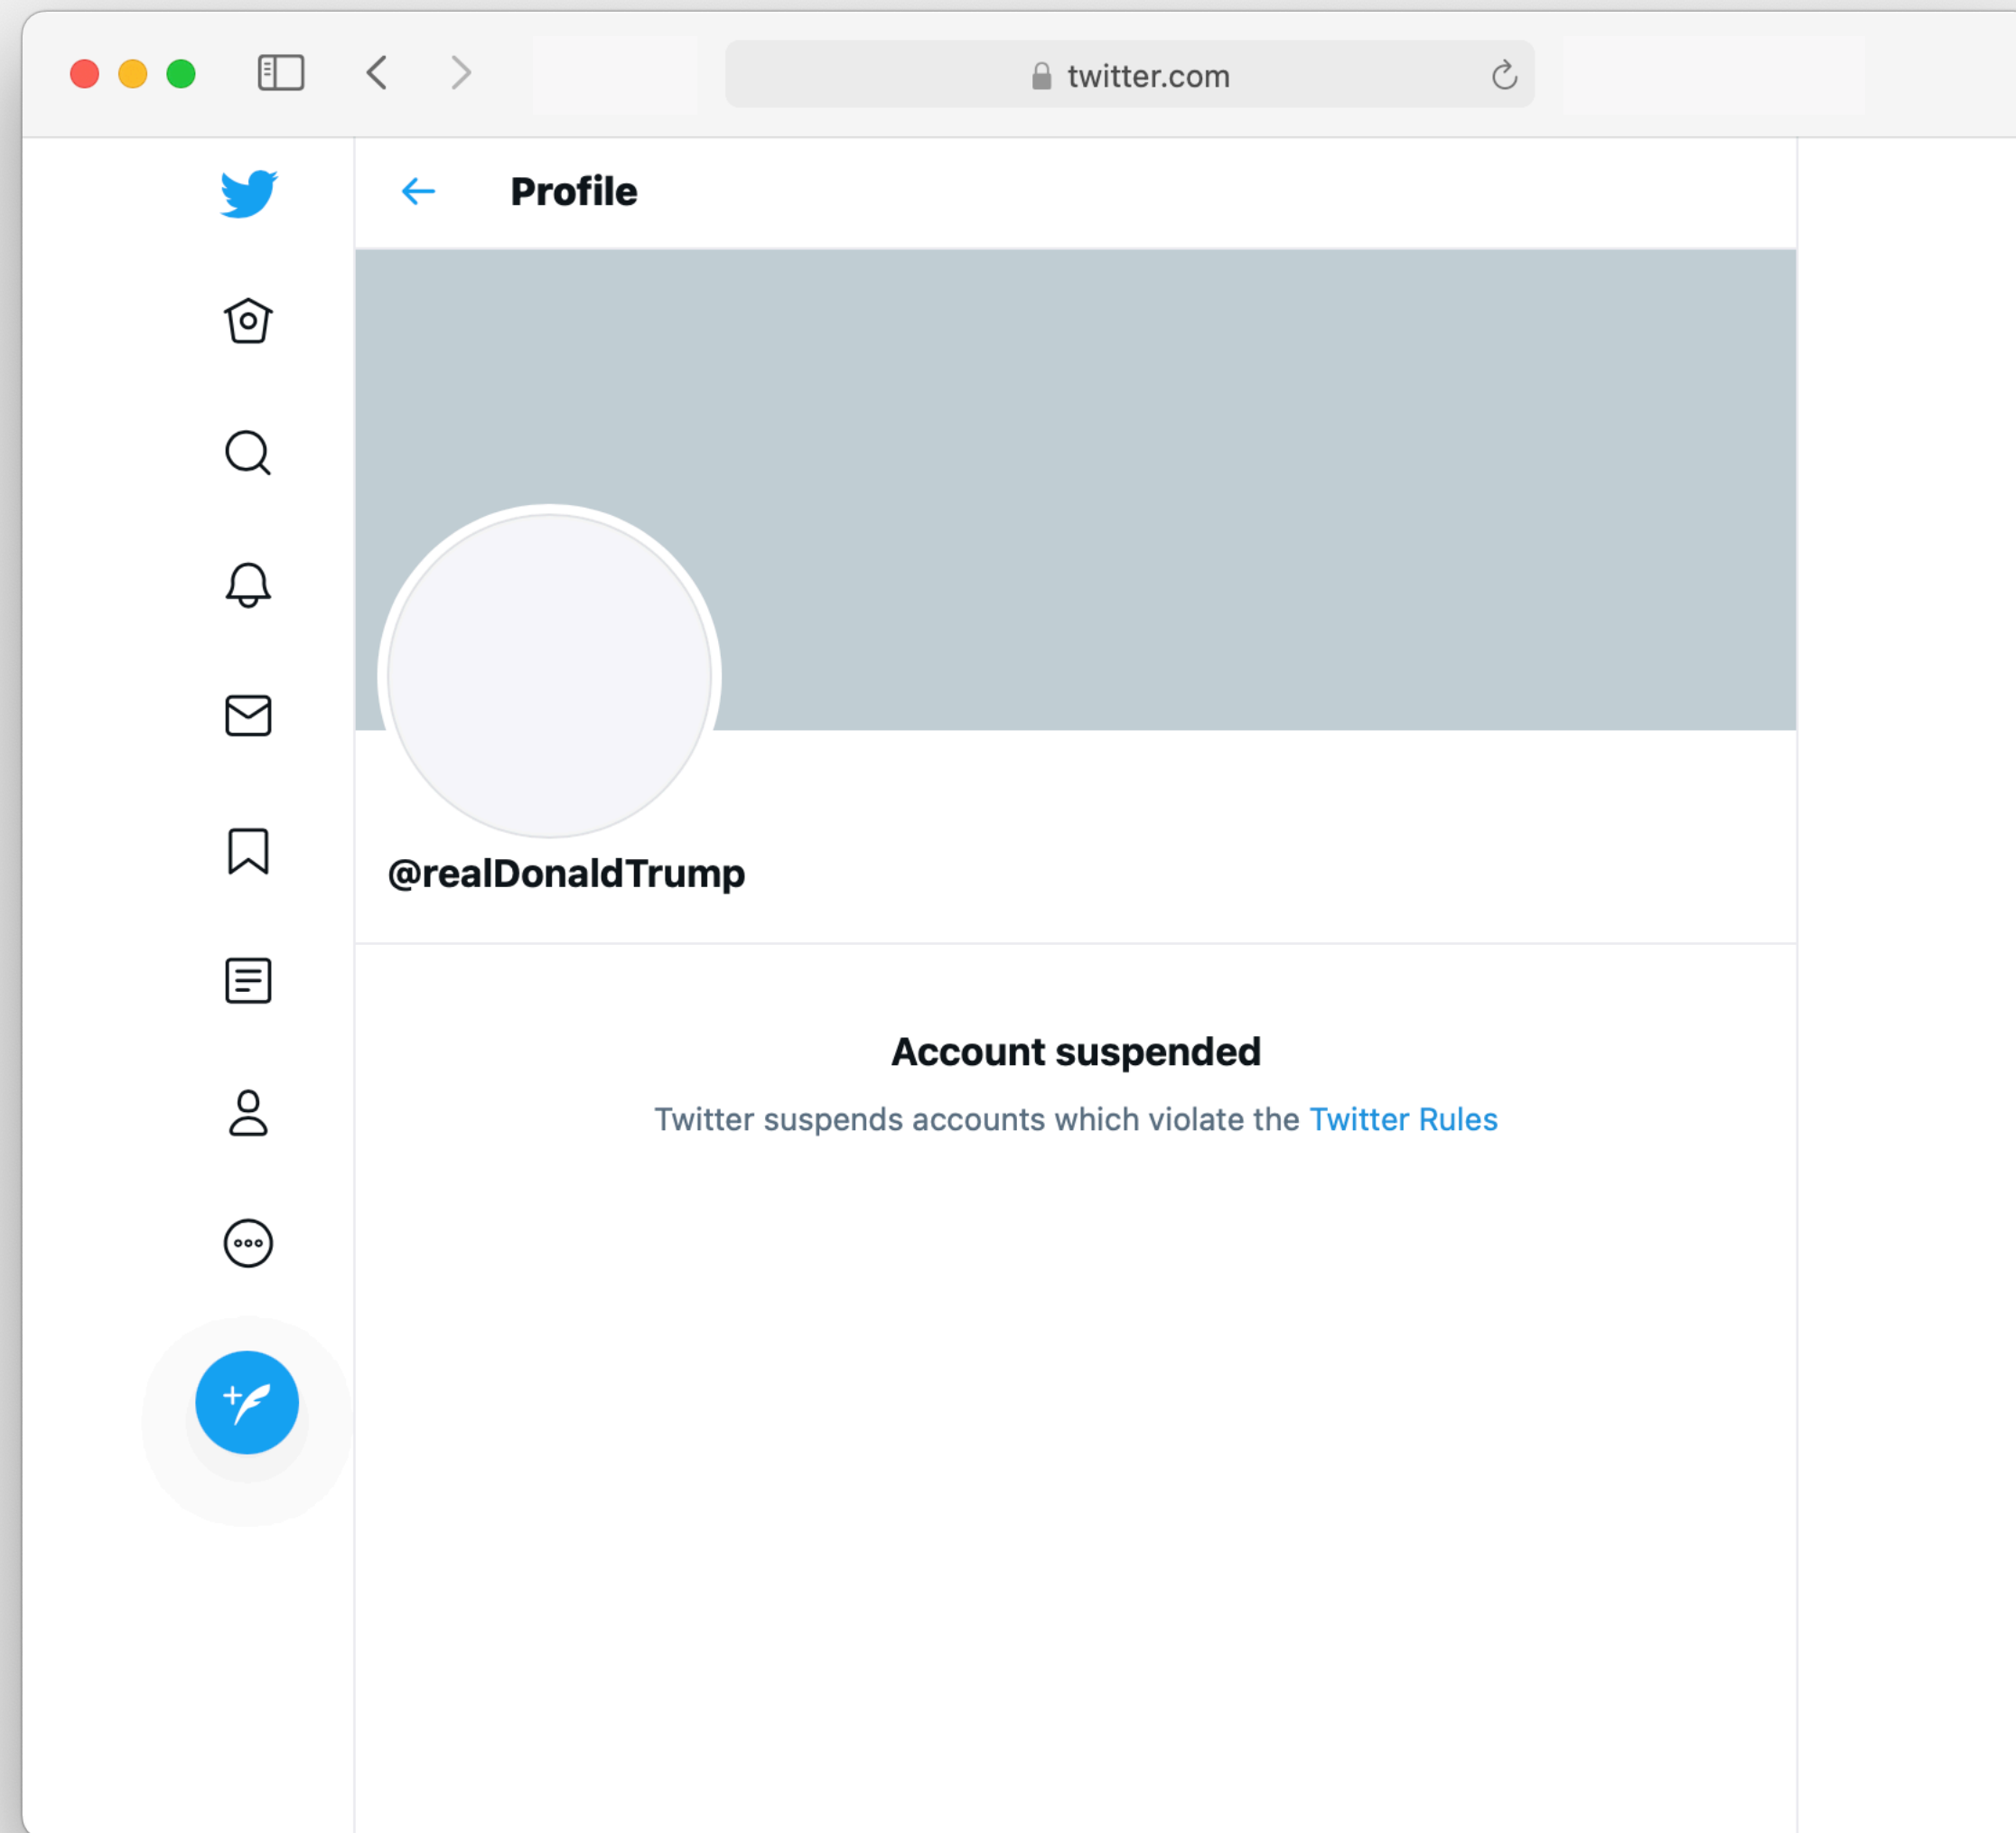 twitter.com
Profile
@realDonaldTrump
Account suspended
Twitter suspends accounts which violate the Twitter Rules